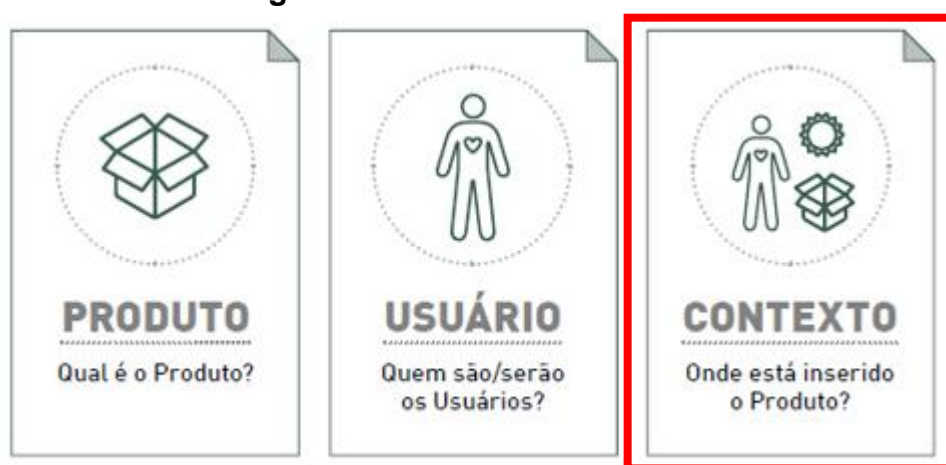 PRODUTO
Qual é o Produto?
USUÁRIO
Quem são/serão
os Usuários?
CONTEXTO
Onde está inserido
o Produto?